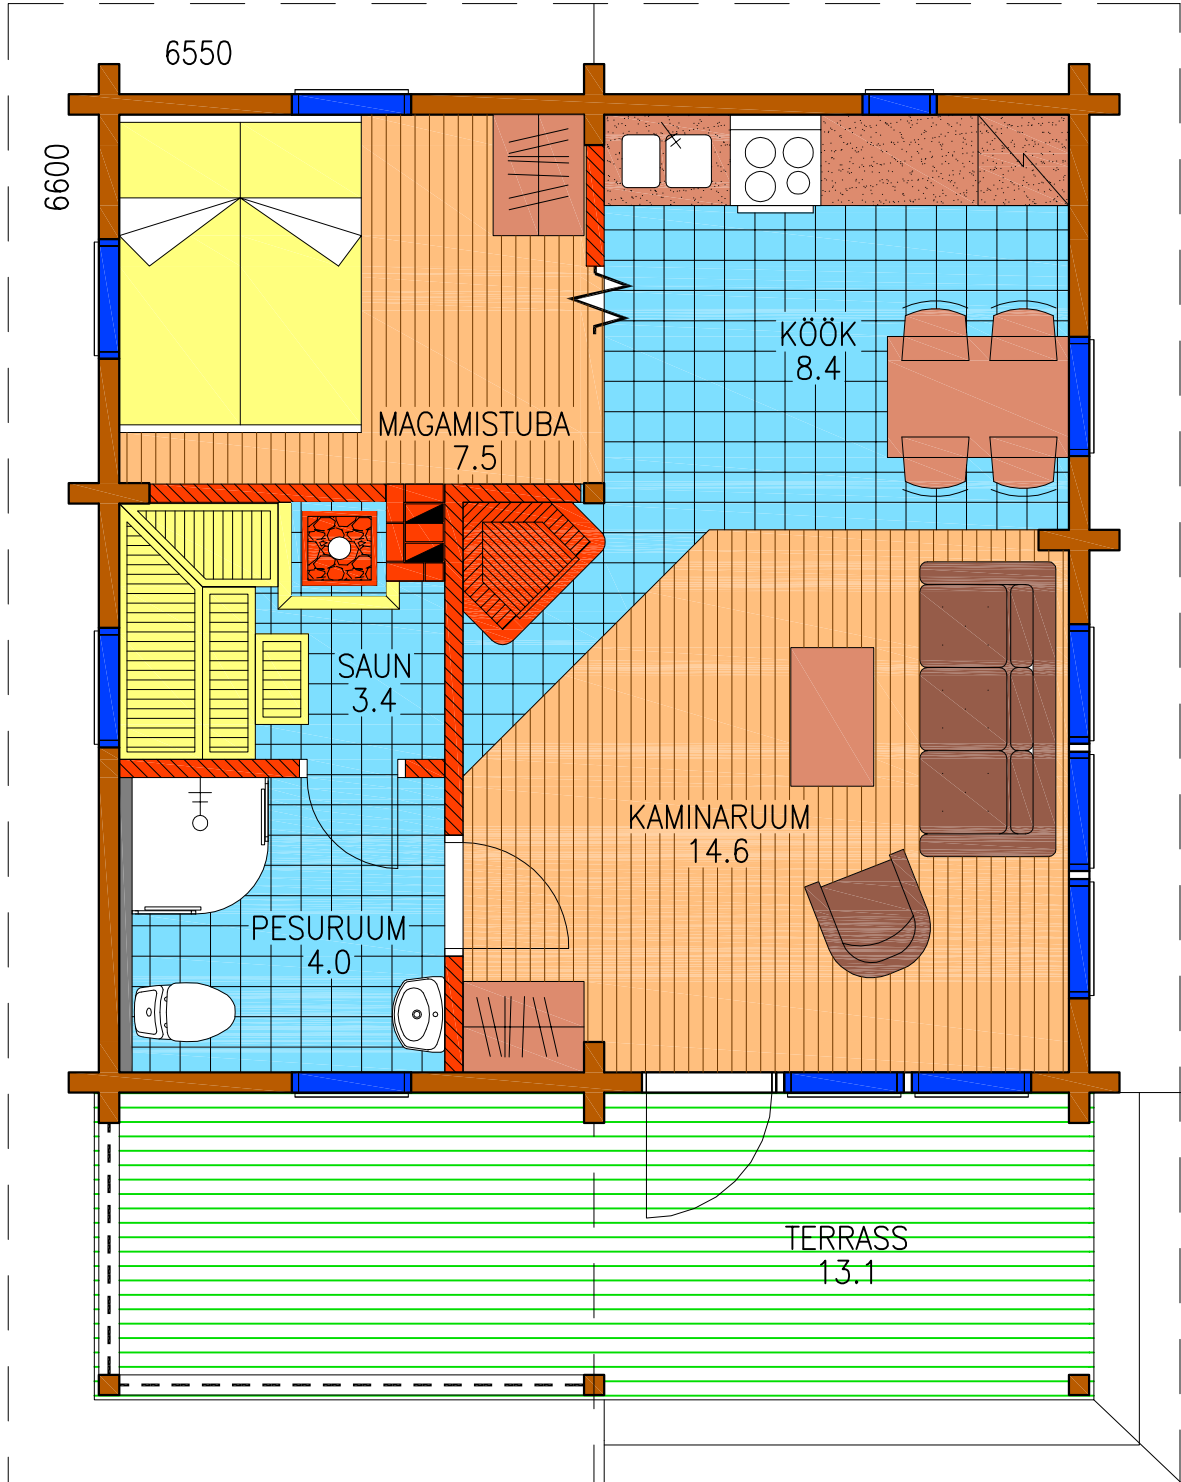 6550
6600
KÖÖK
8.4
MAGAMISTUBA
7.5
SAUN
3.4
KAMINARUUM
14.6
PESURUUM
4.0
TERRASS
13.1